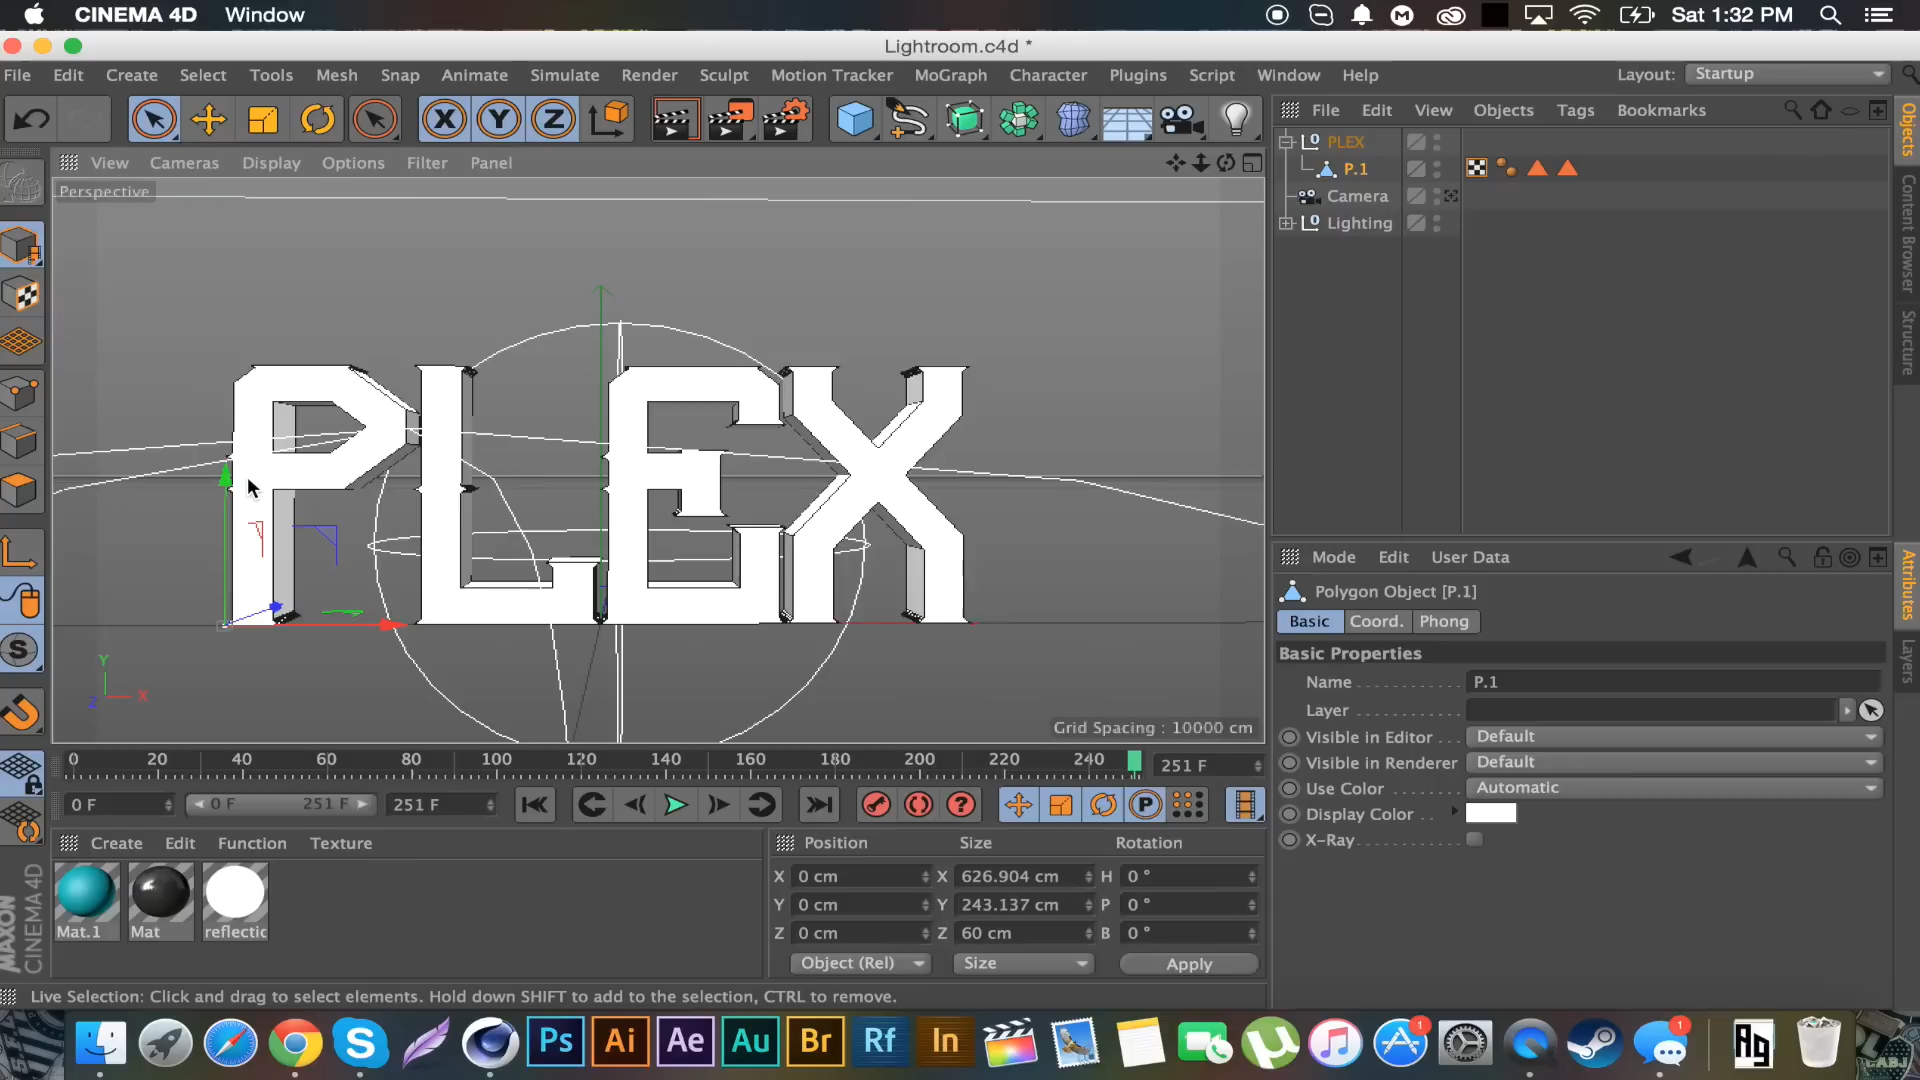 CINEMA 4D Window Sat 1:32 PM
Lightroom.c4d *
File Edit Create Select Tools Mesh Snap Animate Simulate Render Sculpt Motion Tracker MoGraph Character Plugins Script Window Help Layout: Startup
X Y Z
File Edit View Objects Tags Bookmarks
View Cameras Display Options Filter Panel
Perspective
PLEX
P.1
Camera
Lighting
Objects
Content Browser
Structure
PLEX
Y
X
Z
Grid Spacing : 10000 cm
Mode Edit User Data
Polygon Object [P.1]
Basic Coord. Phong
Basic Properties
Name P.1
Layer
Visible in Editor Default
Visible in Renderer Default
Use Color Automatic
Display Color
X-Ray
Attributes
Layers
0 20 40 60 80 100 120 140 160 180 200 220 240 251 F
0 F 0 F 251 F 251 F
Create Edit Function Texture
Mat.1 Mat reflectic
Position Size Rotation
X 0 cm X 626.904 cm H 0 °
Y 0 cm Y 243.137 cm P 0 °
Z 0 cm Z 60 cm B 0 °
Object (Rel) Size Apply
MAXON CINEMA 4D
Live Selection: Click and drag to select elements. Hold down SHIFT to add to the selection, CTRL to remove.
Ps Ai Ae Au Br Rf In 1 1 Ag